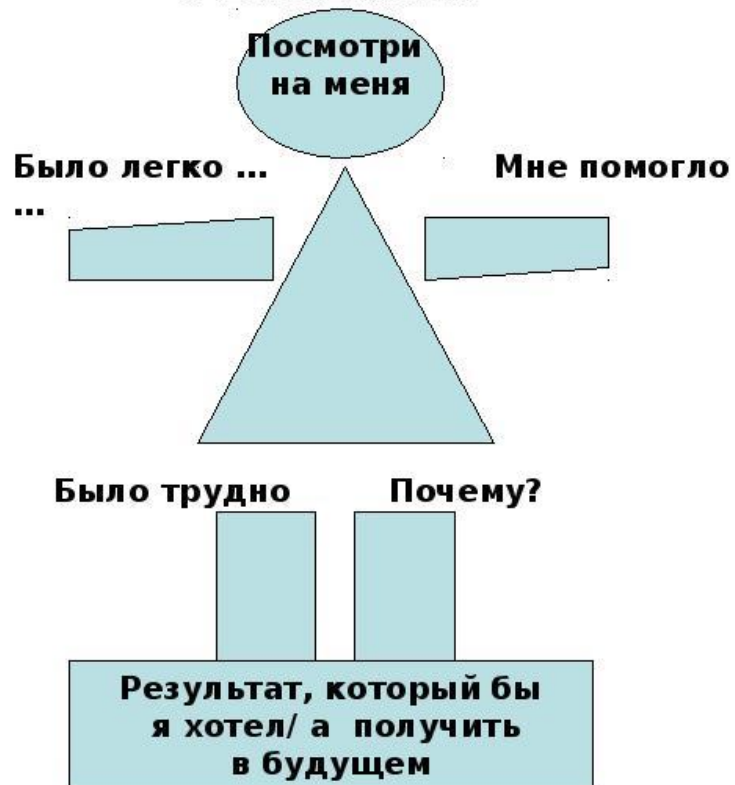 Посмотри
на меня
Было легко ...
...
Мне помогло
Было трудно
Почему?
Результат, который бы
я хотел/ а получить
в будущем